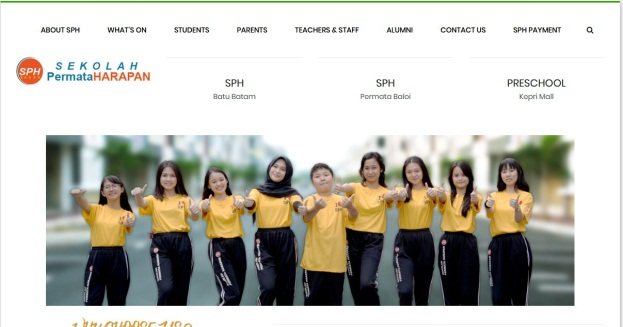 ABOUT SPH WHAT'S ON STUDENTS PARENTS TEACHERS & STAFF ALUMNI CONTACT US SPH PAYMENT
SPH
SEKOLAH
PermataHARAPAN
SPH
Batu Batam
SPH
Permata Baloi
PRESCHOOL
Kepri Mall